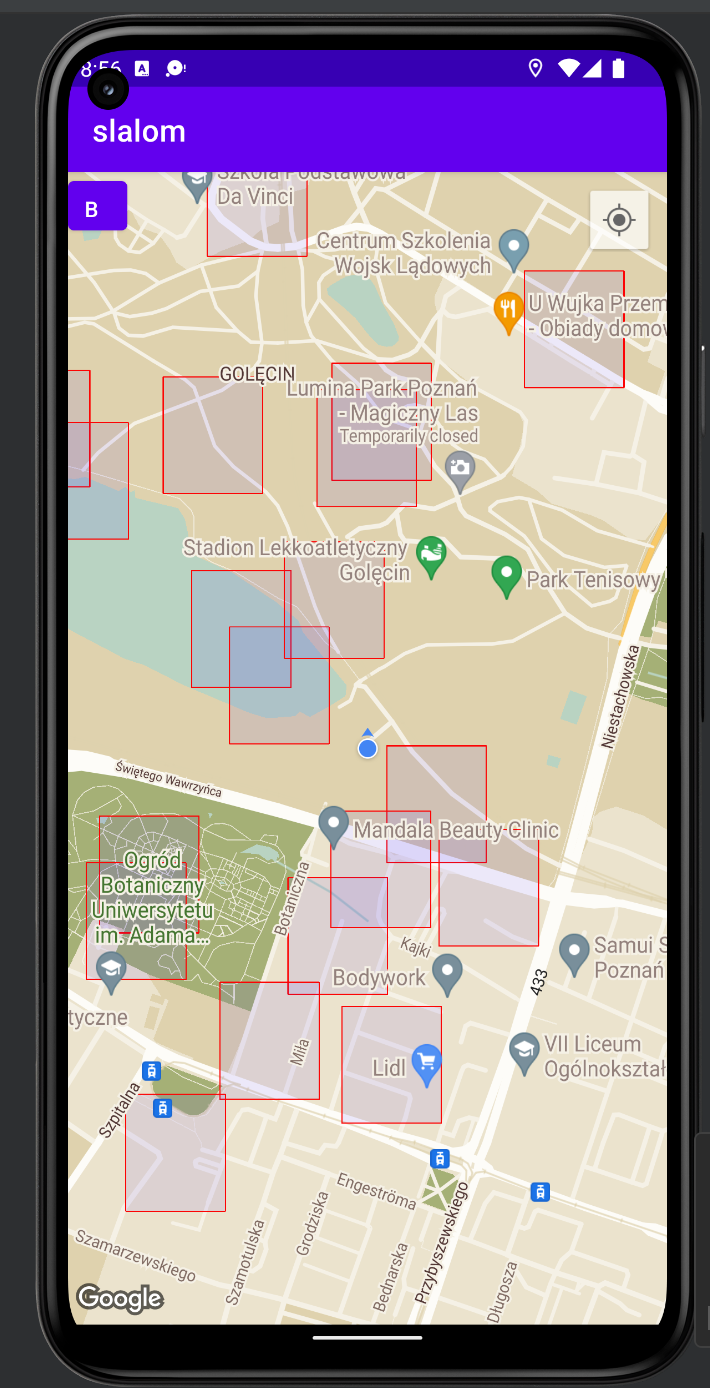 8:56
slalom
B
Szkoła Podstawowa
Da Vinci
Centrum Szkolenia
Wojsk Lądowych
U Wujka Przem
- Obiady domow
GOLĘCIN
Lumina-Park-Poznań
- Magiczny Las
Temporarily closed
Stadion Lekkoatletyczny
Golęcin
Park Tenisowy
Niestachowska
Świętego Wawrzyńca
Mandala Beauty-Clinic
Ogród
Botaniczny
Uniwersytetu
im. Adama...
Botaniczna
Kajki
Bodywork
Samui S
Poznań
433
tyczne
Miła
Lidl
VII Liceum
Ogólnokształ
Szpitalna
Engeströma
Przybyszewskiego
Grodziska
Szamotulska
Szamarzewskiego
Bednarska
Długosza
Google